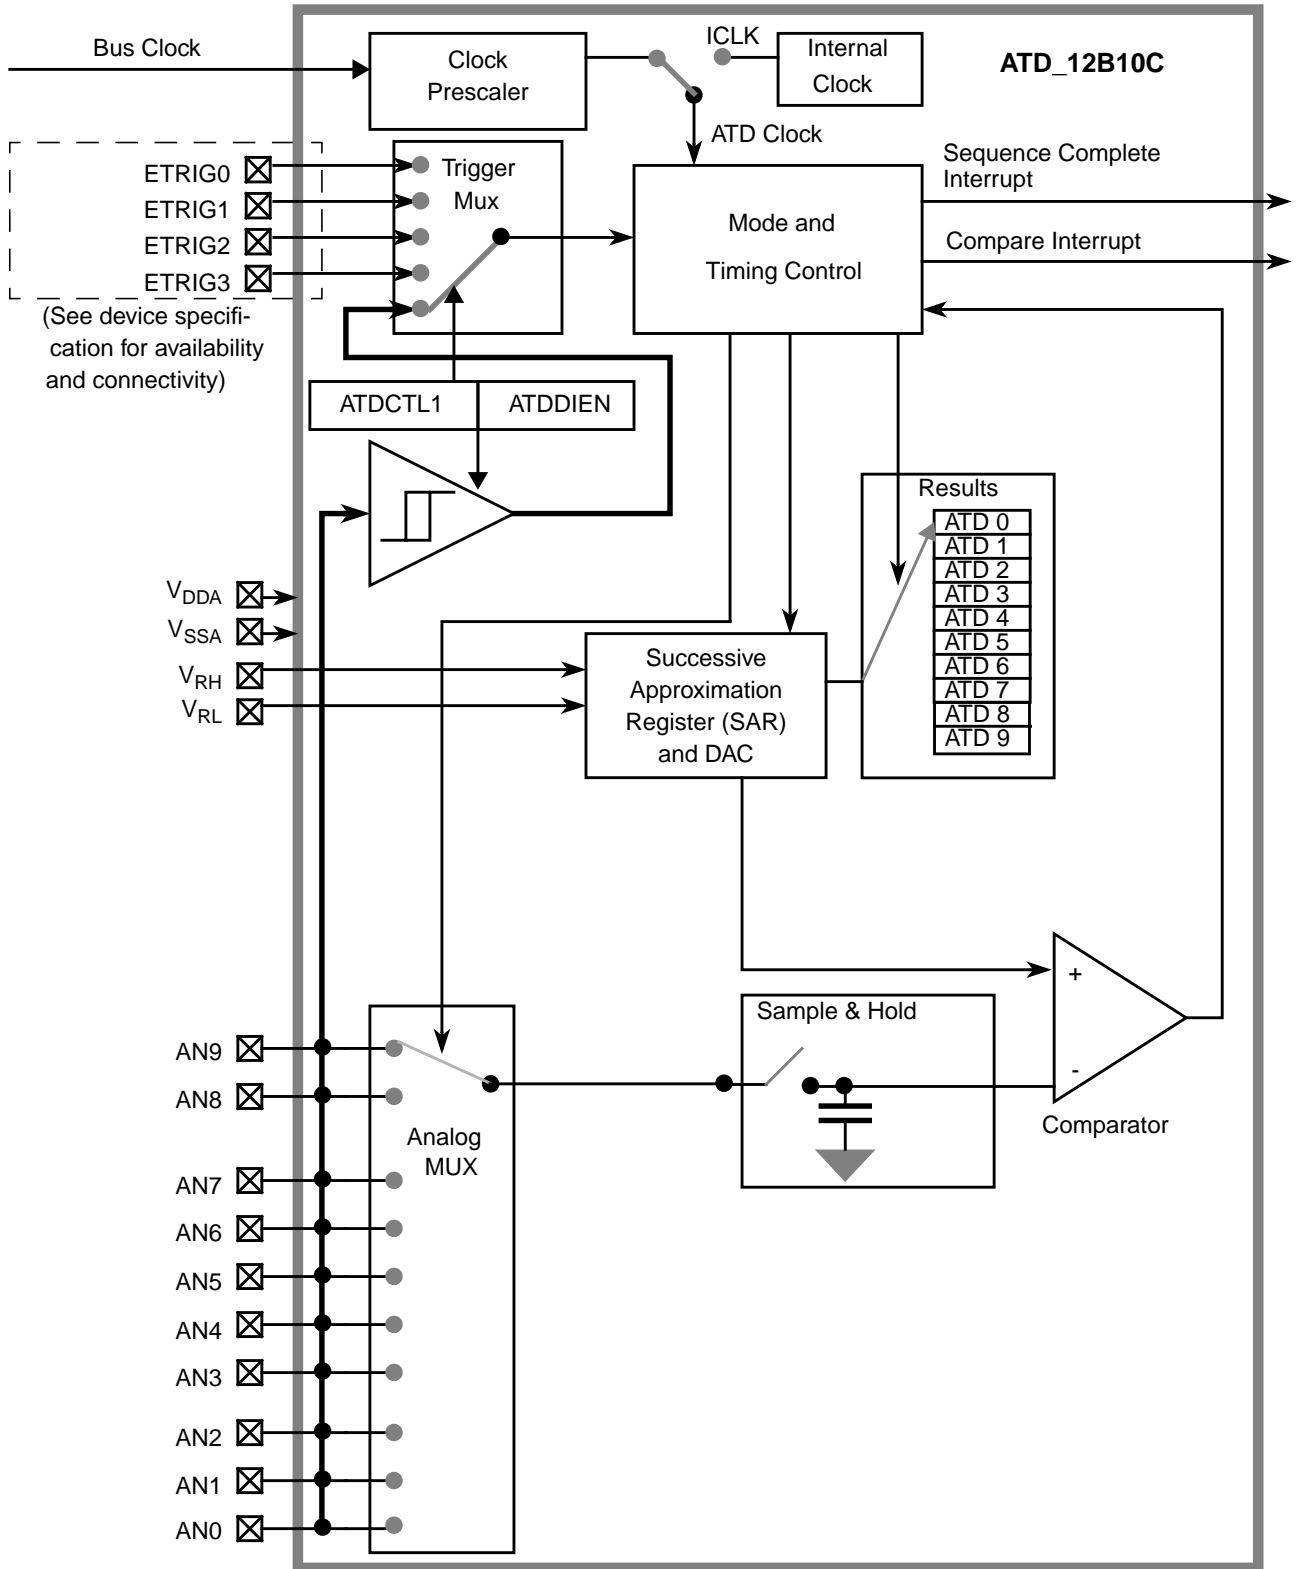 Bus Clock
Clock
Prescaler
ICLK
Internal
Clock
ATD_12B10C
ATD Clock
ETRIG0
ETRIG1
ETRIG2
ETRIG3
(See device specifi-
cation for availability
and connectivity)
Trigger
Mux
Mode and
Timing Control
Sequence Complete
Interrupt
Compare Interrupt
ATDCTL1
ATDDIEN
Results
ATD 0
ATD 1
ATD 2
ATD 3
ATD 4
ATD 5
ATD 6
ATD 7
ATD 8
ATD 9
VDDA
VSSA
VRH
VRL
Successive
Approximation
Register (SAR)
and DAC
+
-
Comparator
Sample & Hold
Analog
MUX
AN9
AN8
AN7
AN6
AN5
AN4
AN3
AN2
AN1
AN0